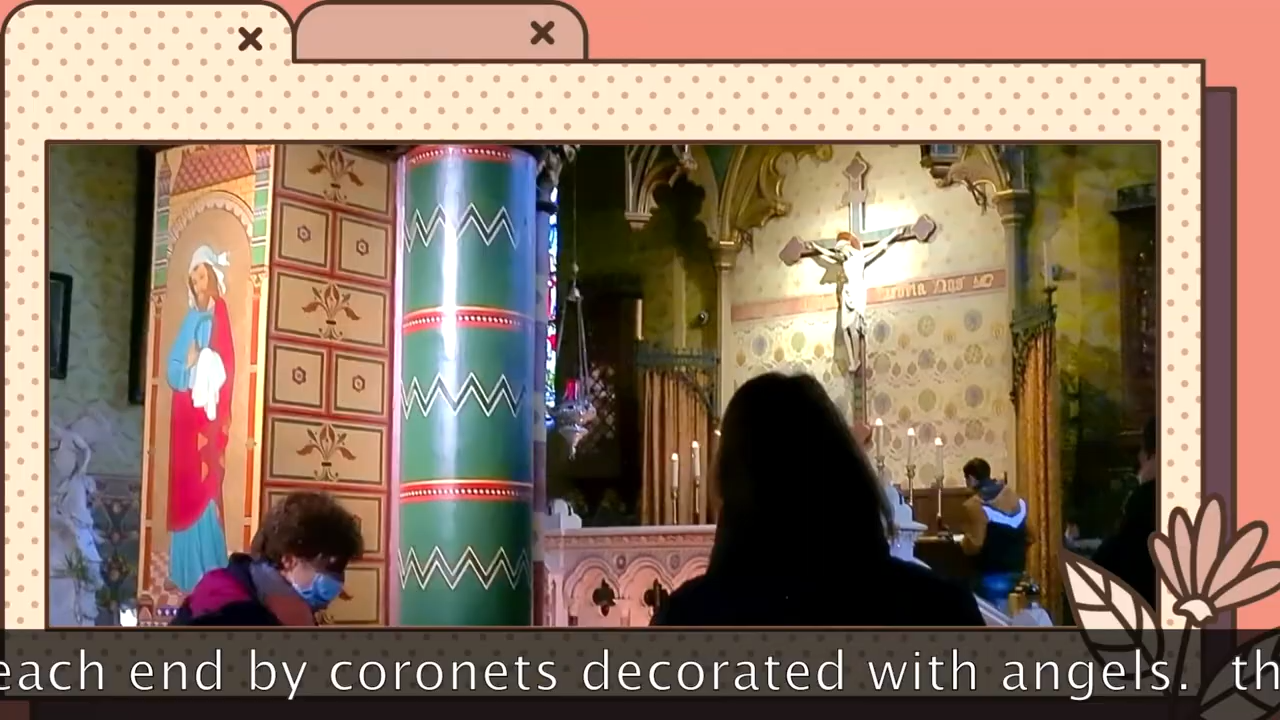 each end by coronets decorated with angels. th